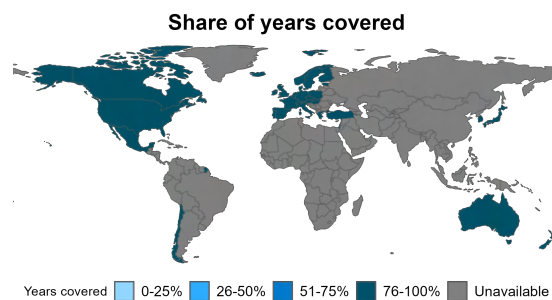 Share of years covered
Years covered 0-25% 26-50% 51-75% 76-100% Unavailable